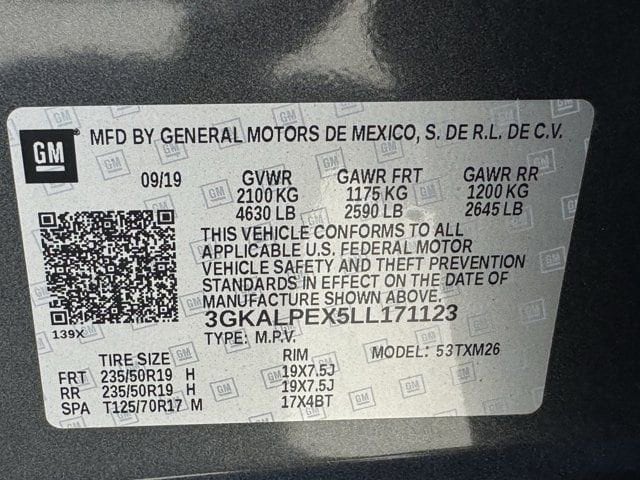 GM MFD BY GENERAL MOTORS DE MEXICO, S. DE R.L. DE C.V.
09/19 GVWR GAWR FRT GAWR RR
2100 KG 1175 KG 1200 KG
4630 LB 2590 LB 2645 LB
THIS VEHICLE CONFORMS TO ALL
APPLICABLE U.S. FEDERAL MOTOR
VEHICLE SAFETY AND THEFT PREVENTION
STANDARDS IN EFFECT ON THE DATE OF
MANUFACTURE SHOWN ABOVE.
139X 3GKALPEX5LL171123
TYPE: M.P.V. MODEL: 53TXM26
TIRE SIZE RIM
FRT 235/50R19 H 19X7.5J
RR 235/50R19 H 19X7.5J
SPA T125/70R17 M 17X4BT